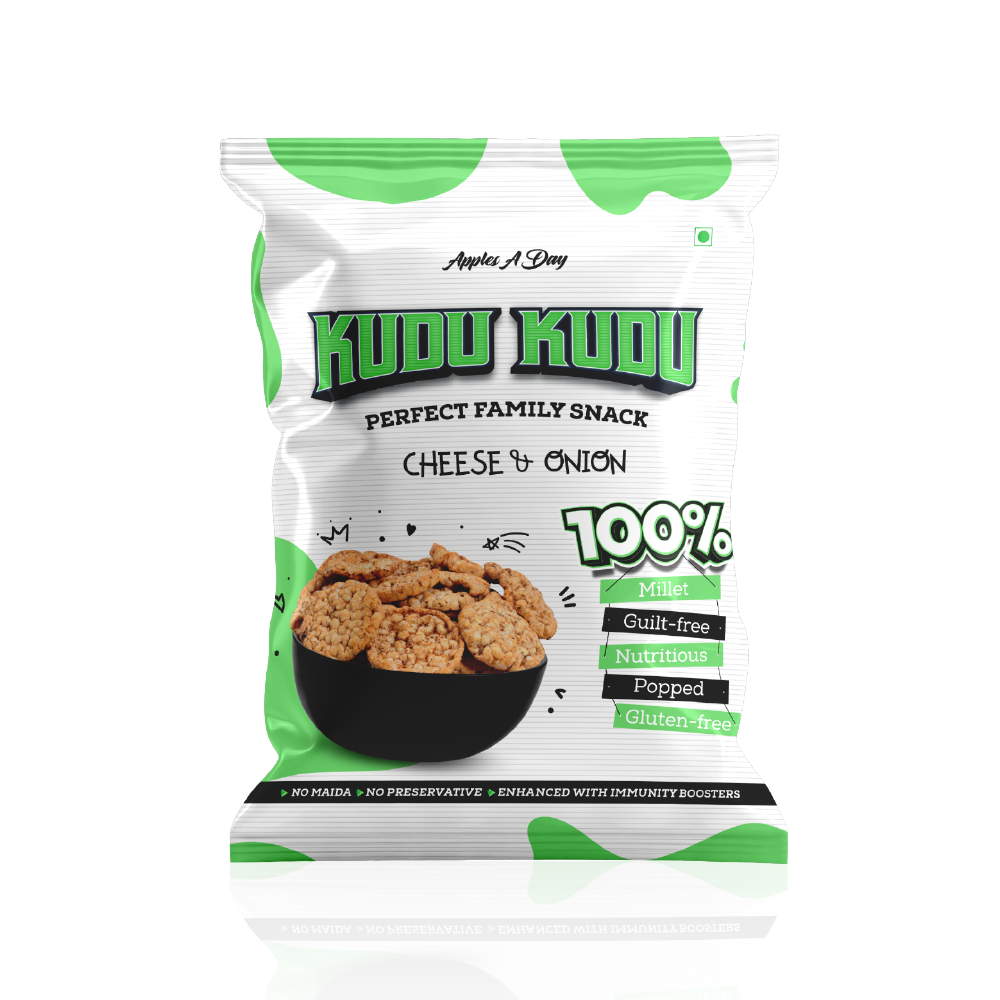 Apples A Day
KUDU KUDU
PERFECT FAMILY SNACK
CHEESE & ONION
100%
Millet
Guilt-free
Nutritious
Popped
Gluten-free
NO MAIDA NO PRESERVATIVE ENHANCED WITH IMMUNITY BOOSTERS